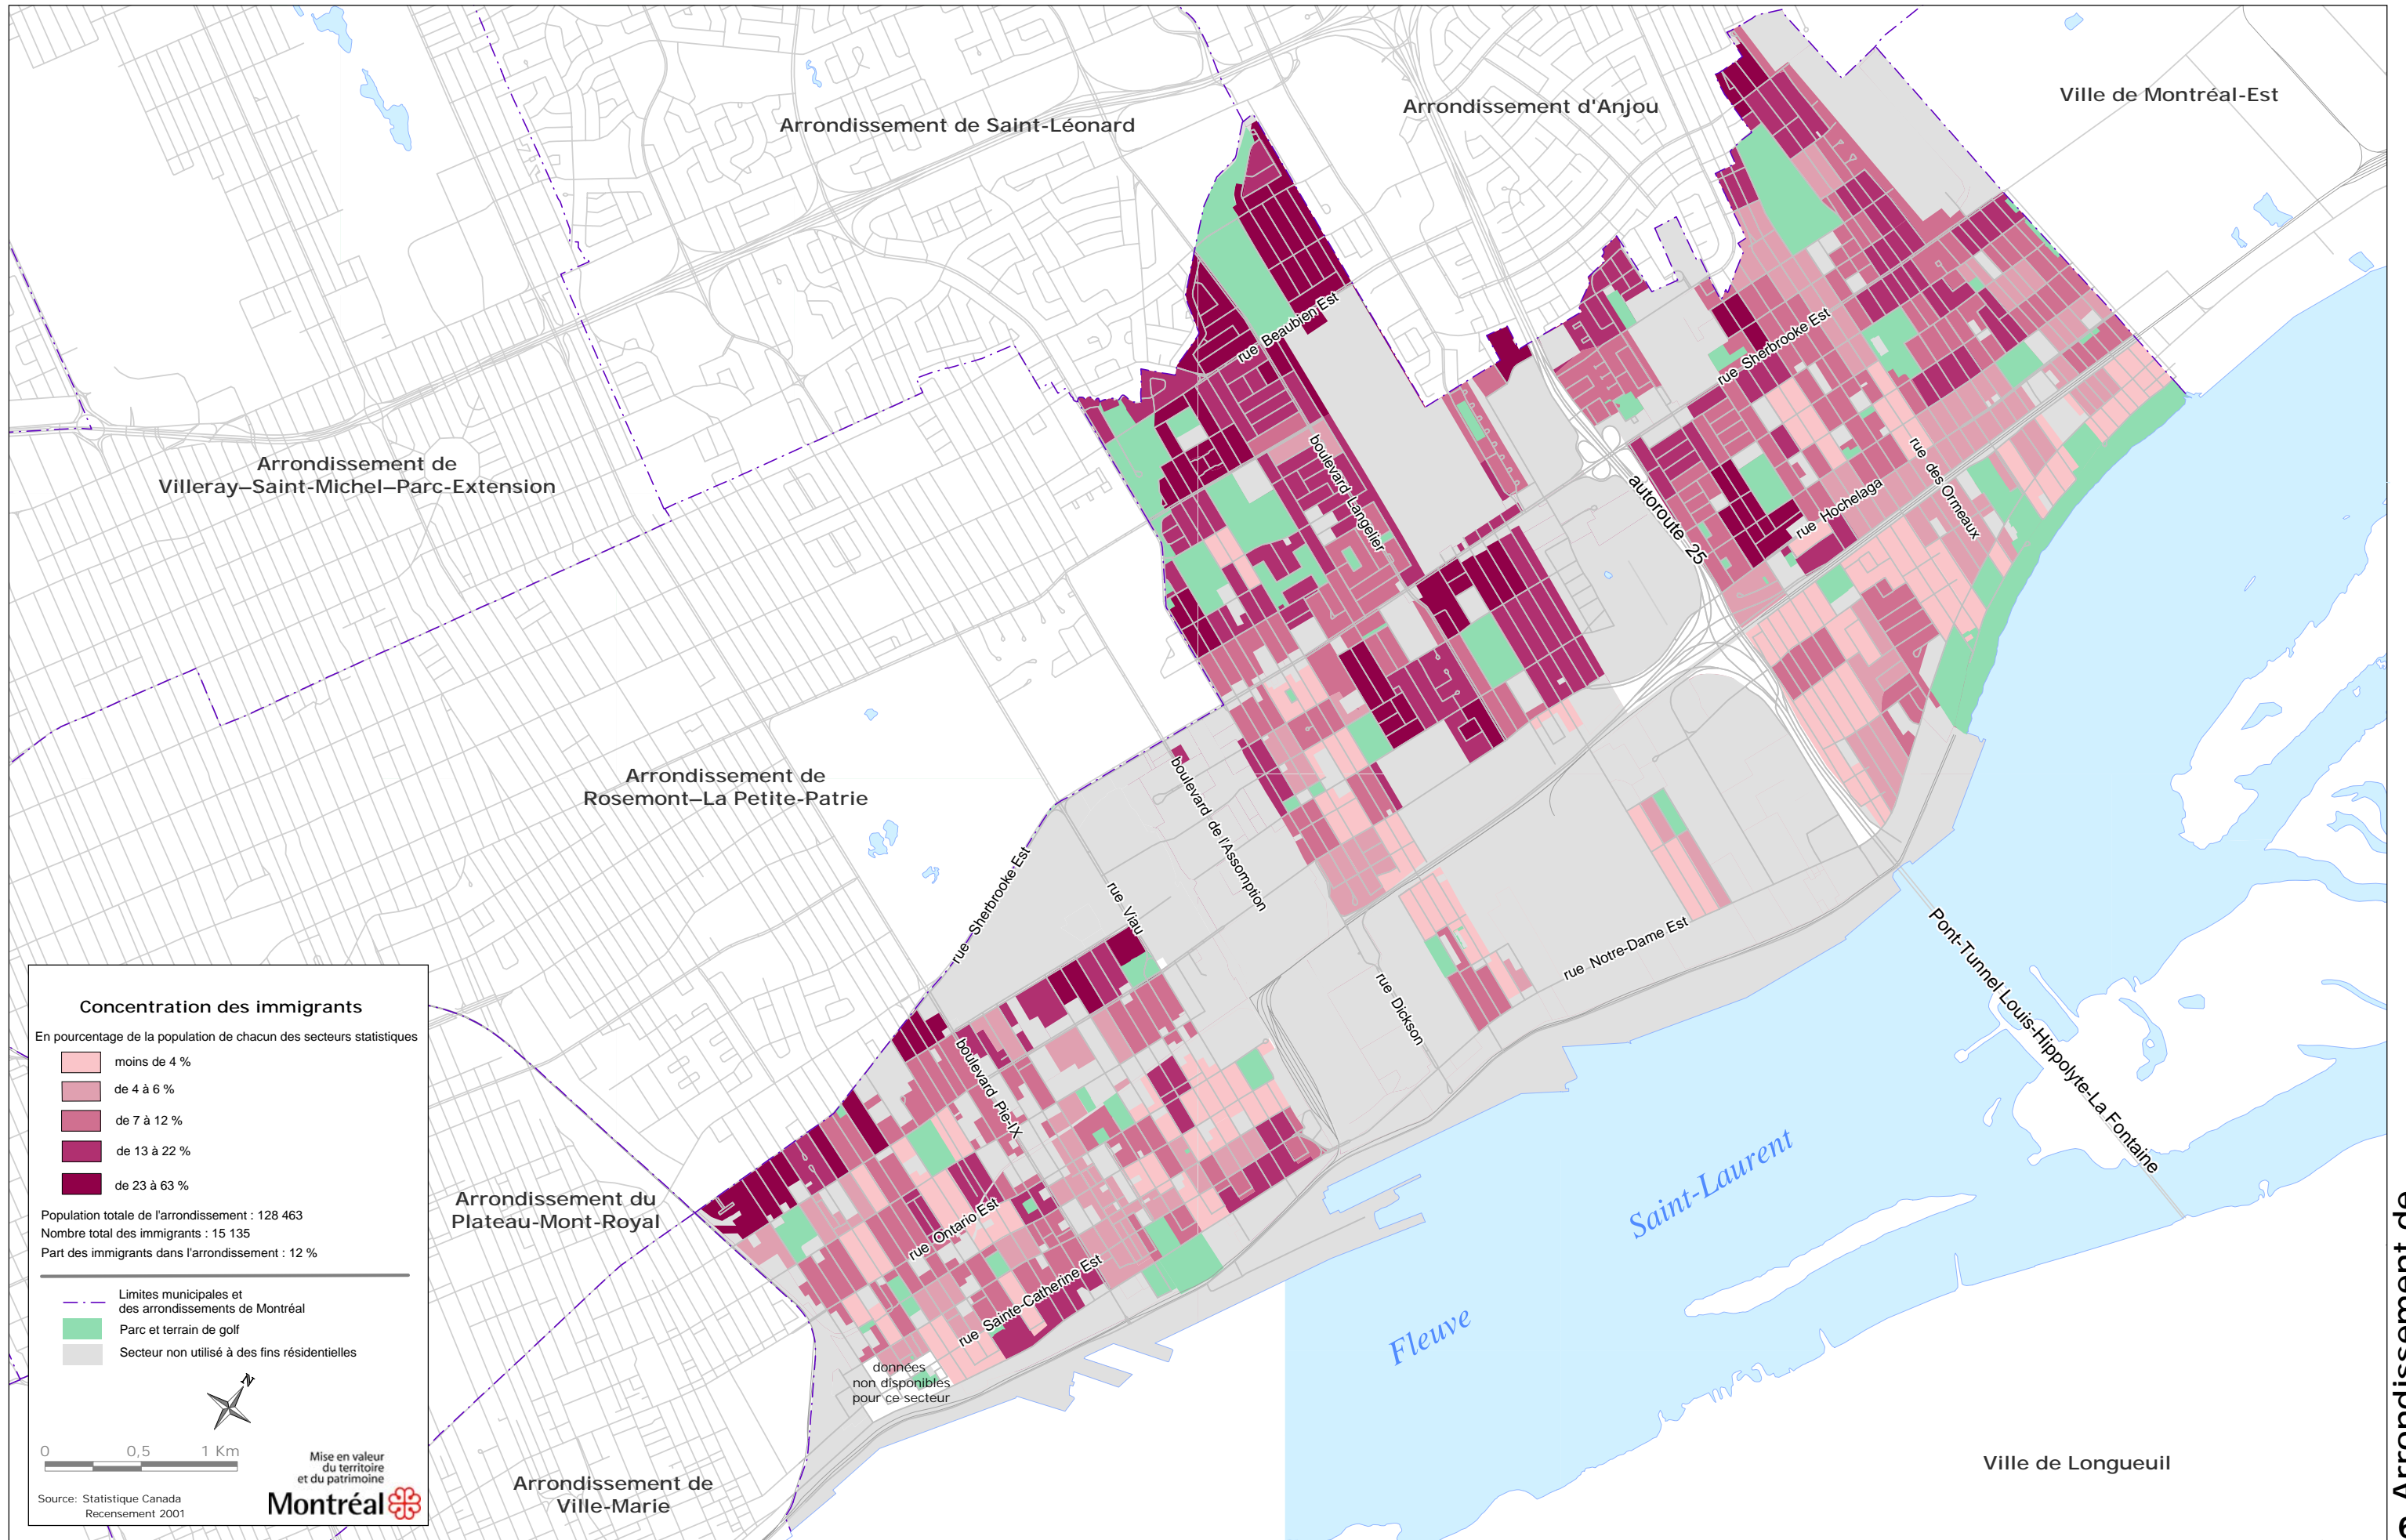 Arrondissement de Saint-Léonard
Arrondissement d'Anjou
Ville de Montréal-Est
Arrondissement de
Villeray–Saint-Michel–Parc-Extension
rue Beaubien Est
rue Sherbrooke Est
boulevard Langelier
autoroute 25
rue Hochelaga
rue des Ormeaux
Arrondissement de
Rosemont–La Petite-Patrie
boulevard de l'Assomption
rue Sherbrooke Est
rue Viau
rue Dickson
rue Notre-Dame Est
Pont-Tunnel Louis-Hippolyte-La Fontaine
boulevard Pie-IX
rue Ontario Est
rue Sainte-Catherine Est
données
non disponibles
pour ce secteur
Arrondissement du
Plateau-Mont-Royal
Arrondissement de
Ville-Marie
Fleuve
Saint-Laurent
Ville de Longueuil
Concentration des immigrants
En pourcentage de la population de chacun des secteurs statistiques
moins de 4 %
de 4 à 6 %
de 7 à 12 %
de 13 à 22 %
de 23 à 63 %
Population totale de l'arrondissement : 128 463
Nombre total des immigrants : 15 135
Part des immigrants dans l'arrondissement : 12 %
Limites municipales et
des arrondissements de Montréal
Parc et terrain de golf
Secteur non utilisé à des fins résidentielles
N
0 0,5 1 Km
Mise en valeur
du territoire
et du patrimoine
Montréal
Source: Statistique Canada
Recensement 2001
Arrondissement de